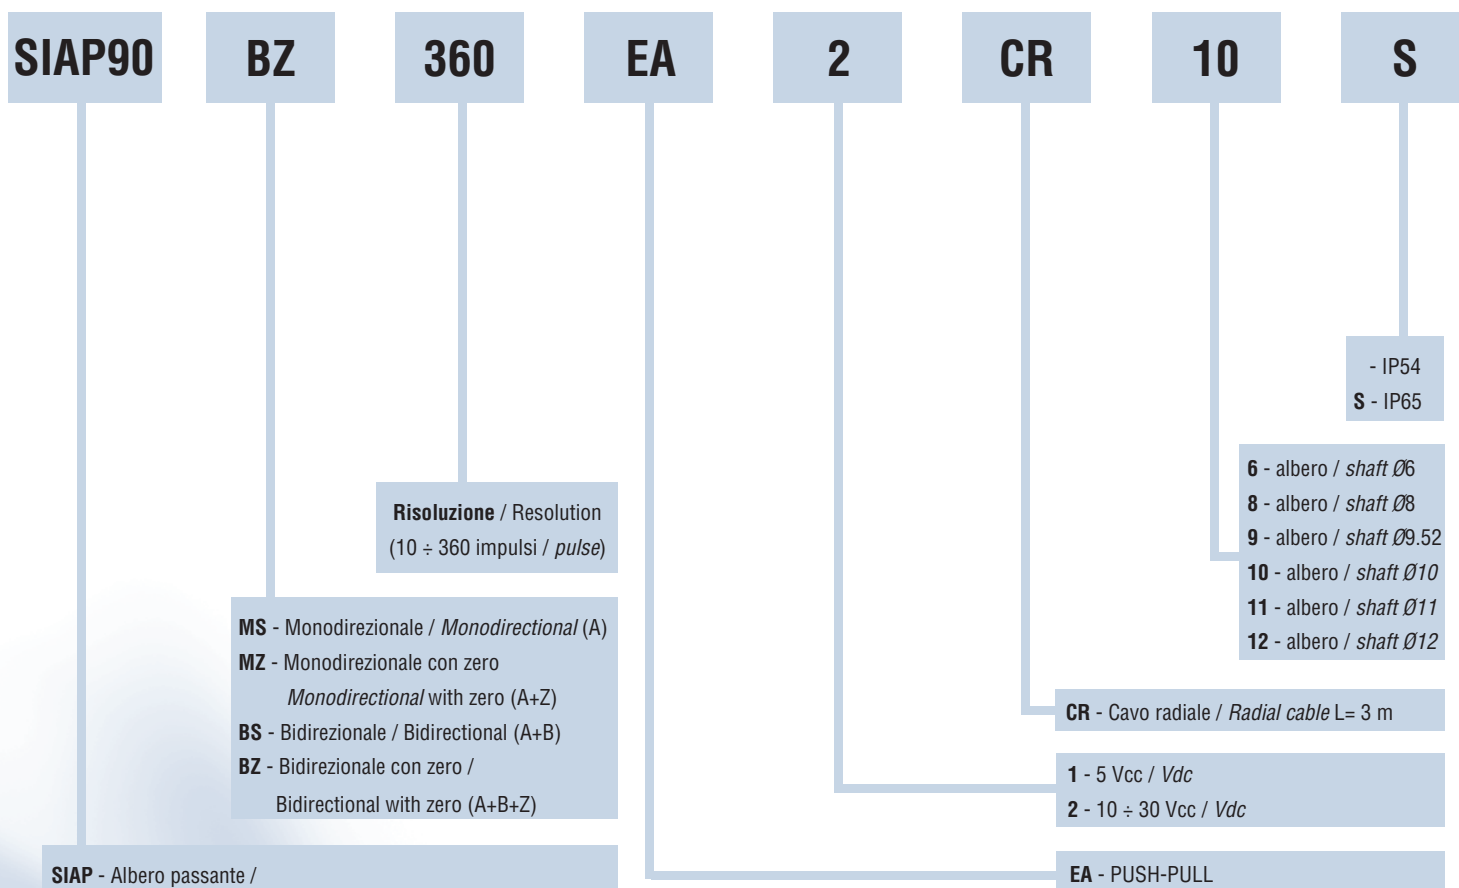 SIAP90 BZ 360 EA 2 CR 10 S
- IP54
S - IP65
6 - albero / shaft Ø6
8 - albero / shaft Ø8
9 - albero / shaft Ø9.52
10 - albero / shaft Ø10
11 - albero / shaft Ø11
12 - albero / shaft Ø12
Risoluzione / Resolution
(10 ÷ 360 impulsi / pulse)
MS - Monodirezionale / Monodirectional (A)
MZ - Monodirezionale con zero
Monodirectional with zero (A+Z)
BS - Bidirezionale / Bidirectional (A+B)
BZ - Bidirezionale con zero /
Bidirectional with zero (A+B+Z)
CR - Cavo radiale / Radial cable L= 3 m
1 - 5 Vcc / Vdc
2 - 10 ÷ 30 Vcc / Vdc
SIAP - Albero passante /
EA - PUSH-PULL